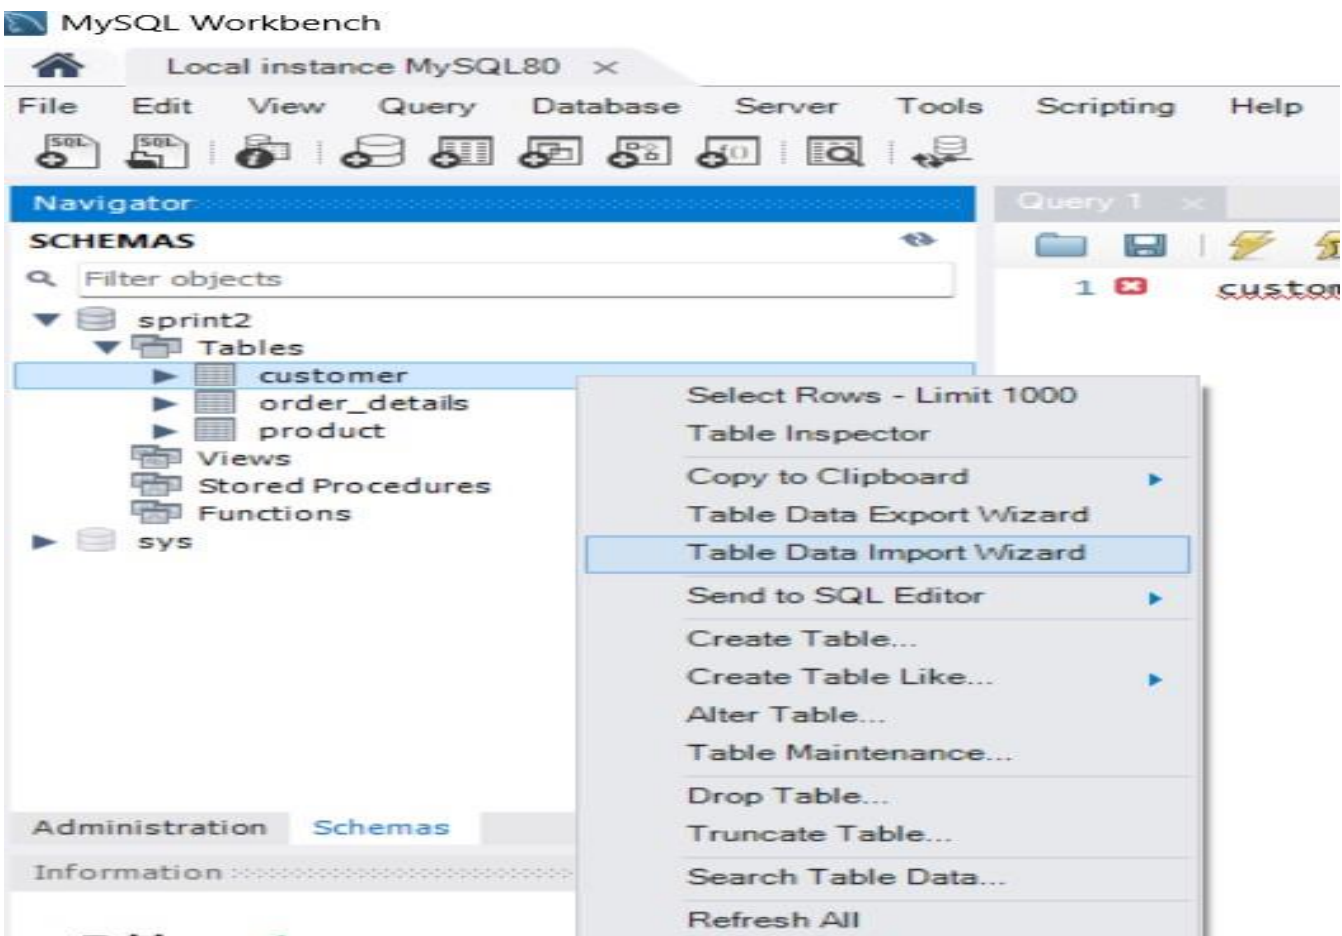 MySQL Workbench
Local instance MySQL80
File Edit View Query Database Server Tools Scripting Help
SQL SQL
Navigator
Query 1
SCHEMAS
Filter objects
1 custom
sprint2
Tables
customer
order_details
product
Views
Stored Procedures
Functions
sys
Select Rows - Limit 1000
Table Inspector
Copy to Clipboard
Table Data Export Wizard
Table Data Import Wizard
Send to SQL Editor
Create Table...
Create Table Like...
Alter Table...
Table Maintenance...
Drop Table...
Truncate Table...
Search Table Data...
Refresh All
Administration Schemas
Information